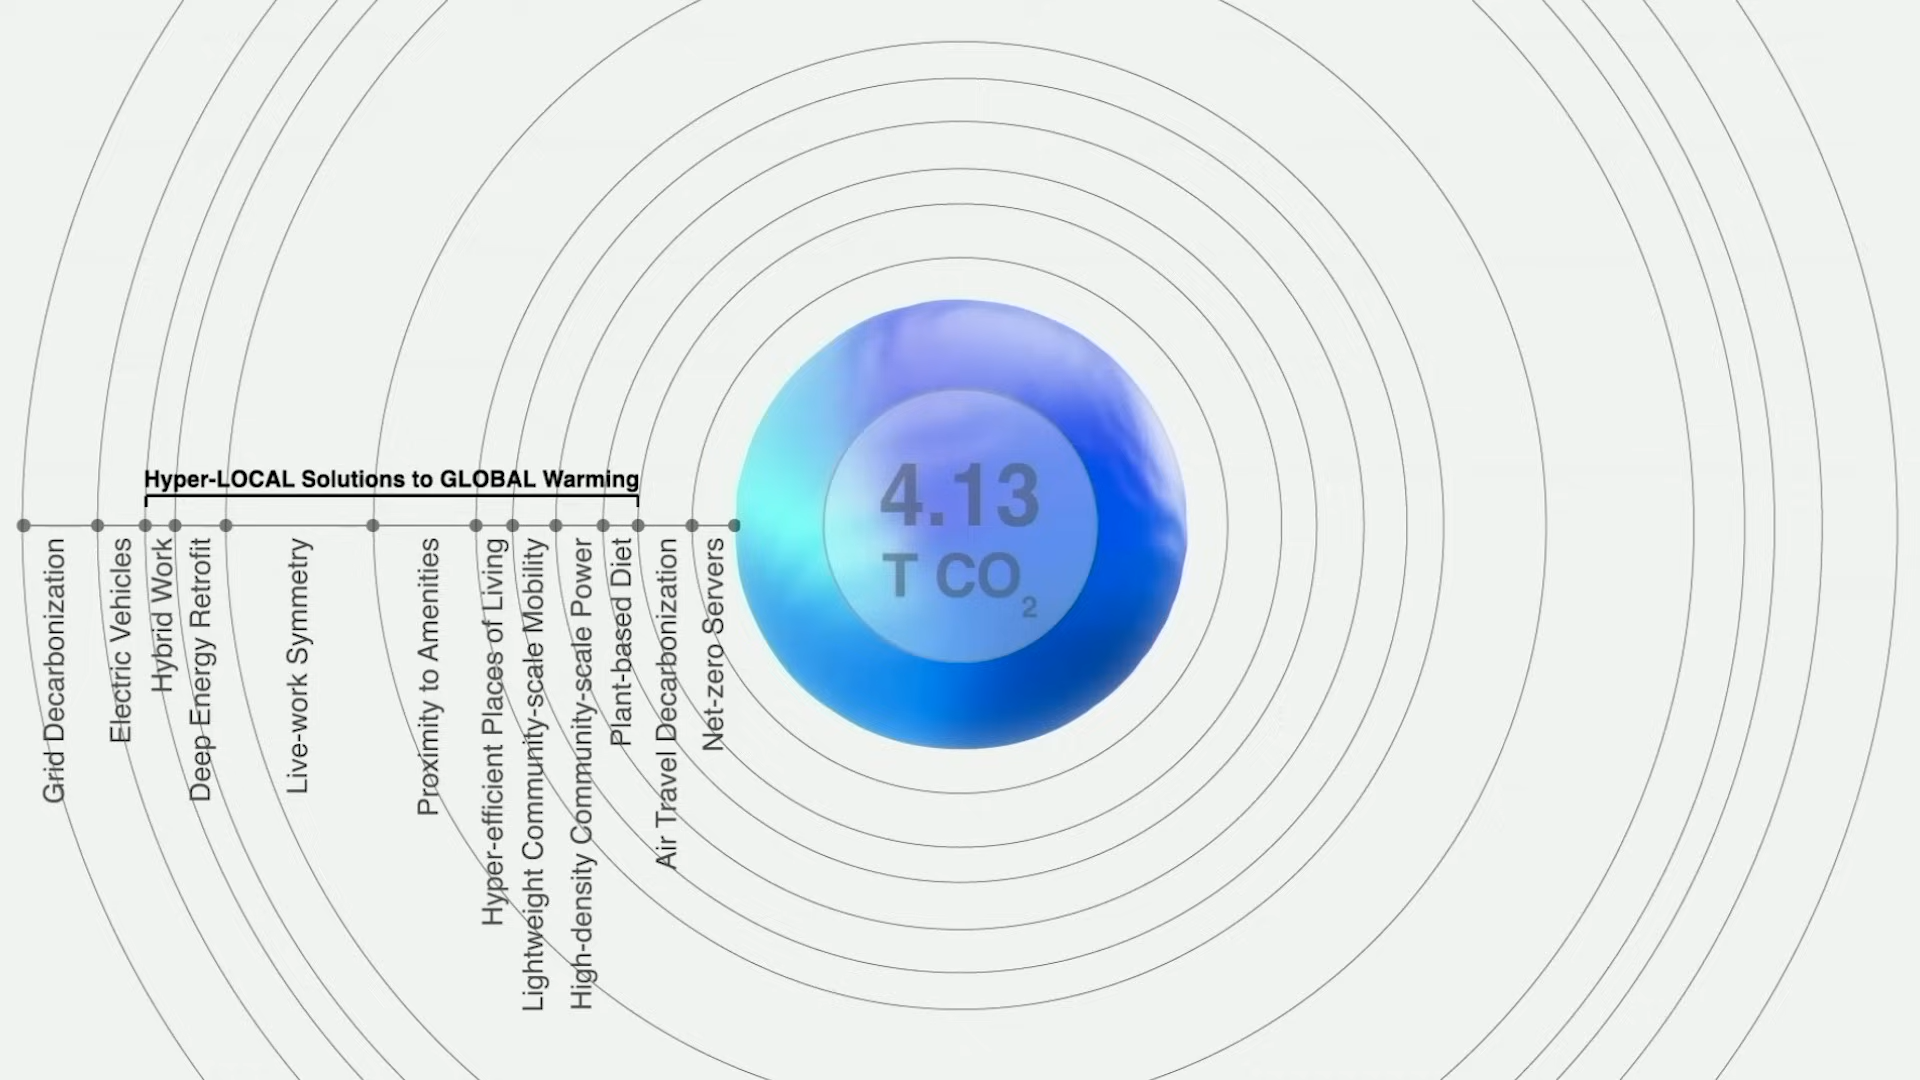 Hyper-LOCAL Solutions to GLOBAL Warming
Grid Decarbonization
Electric Vehicles
Hybrid Work
Deep Energy Retrofit
Live-work Symmetry
Proximity to Amenities
Hyper-efficient Places of Living
Lightweight Community-scale Mobility
High-density Community-scale Power
Plant-based Diet
Air Travel Decarbonization
Net-zero Servers
4.13
T CO₂